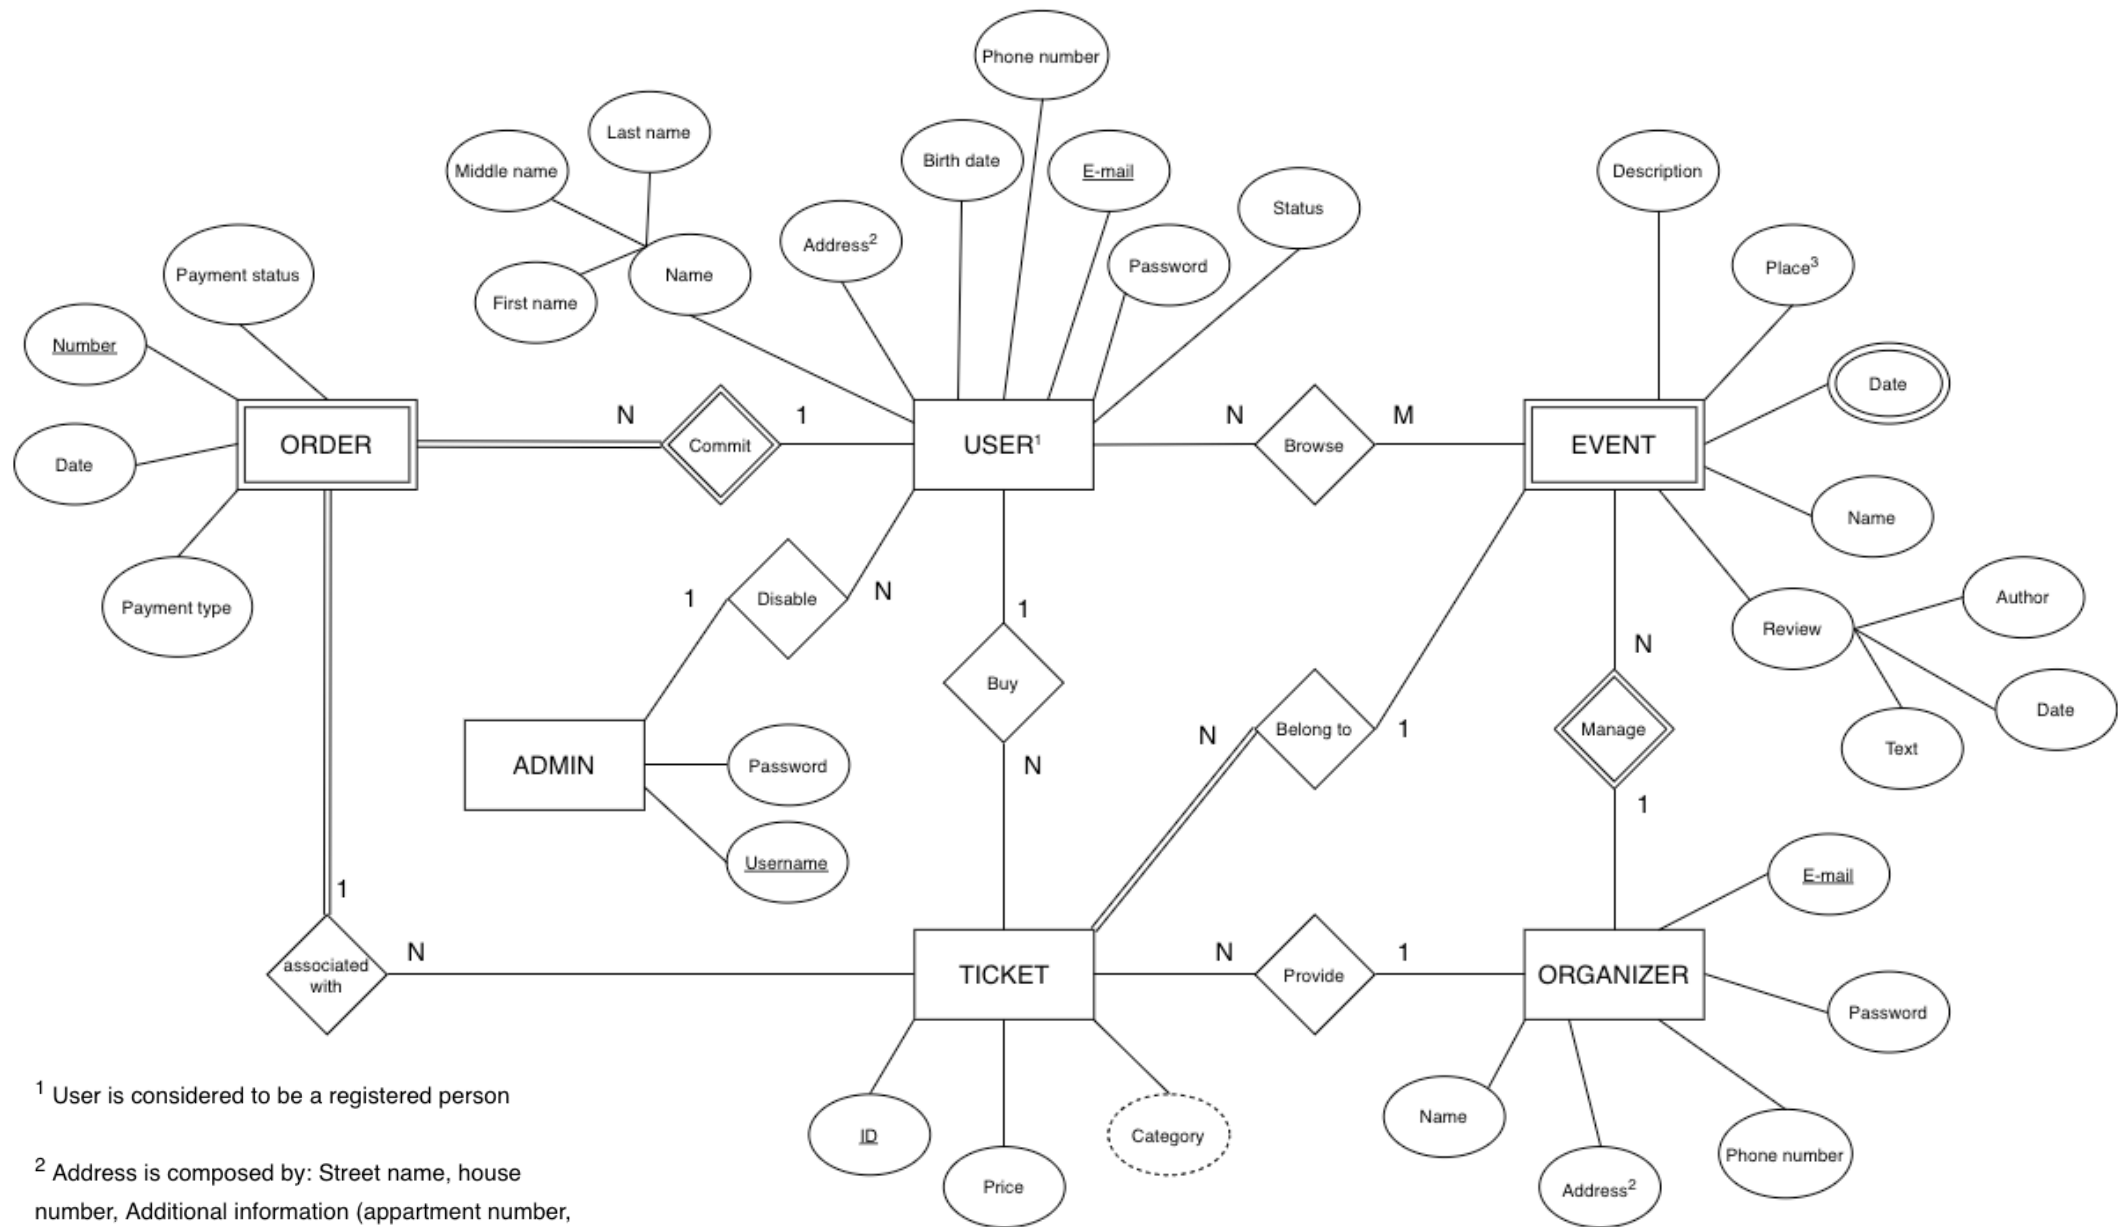 Phone number
Last name
Middle name
Birth date
E-mail
Description
Status
Address2
Password
Place3
Payment status
Name
First name
Number
Date
N
1
N
M
ORDER
Commit
USER1
Browse
EVENT
Date
Name
Payment type
1
Disable
N
1
Author
Review
N
Buy
Date
N
Belong to
1
Manage
Text
ADMIN
Password
N
1
Username
E-mail
1
associated
with
N
TICKET
N
Provide
1
ORGANIZER
Password
1 User is considered to be a registered person
ID
Category
Price
Name
Phone number
Address2
2 Address is composed by: Street name, house
number, Additional information (appartment number,